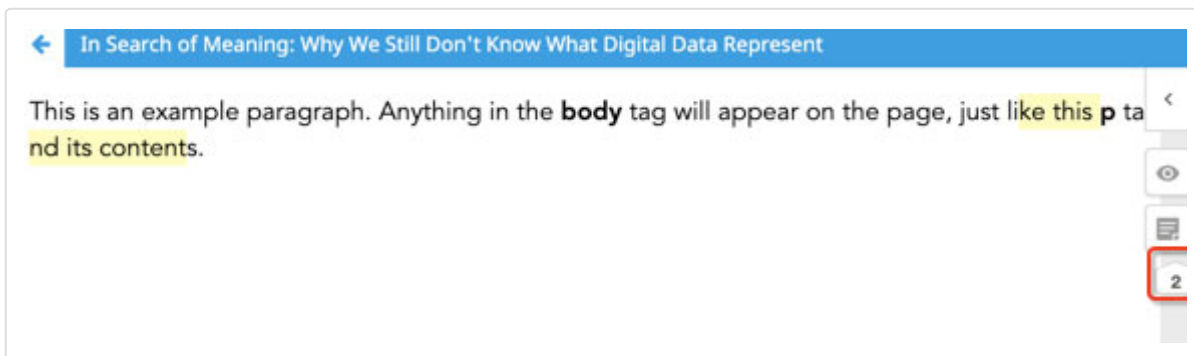 In Search of Meaning: Why We Still Don't Know What Digital Data Represent
This is an example paragraph. Anything in the body tag will appear on the page, just like this p ta
nd its contents.
2